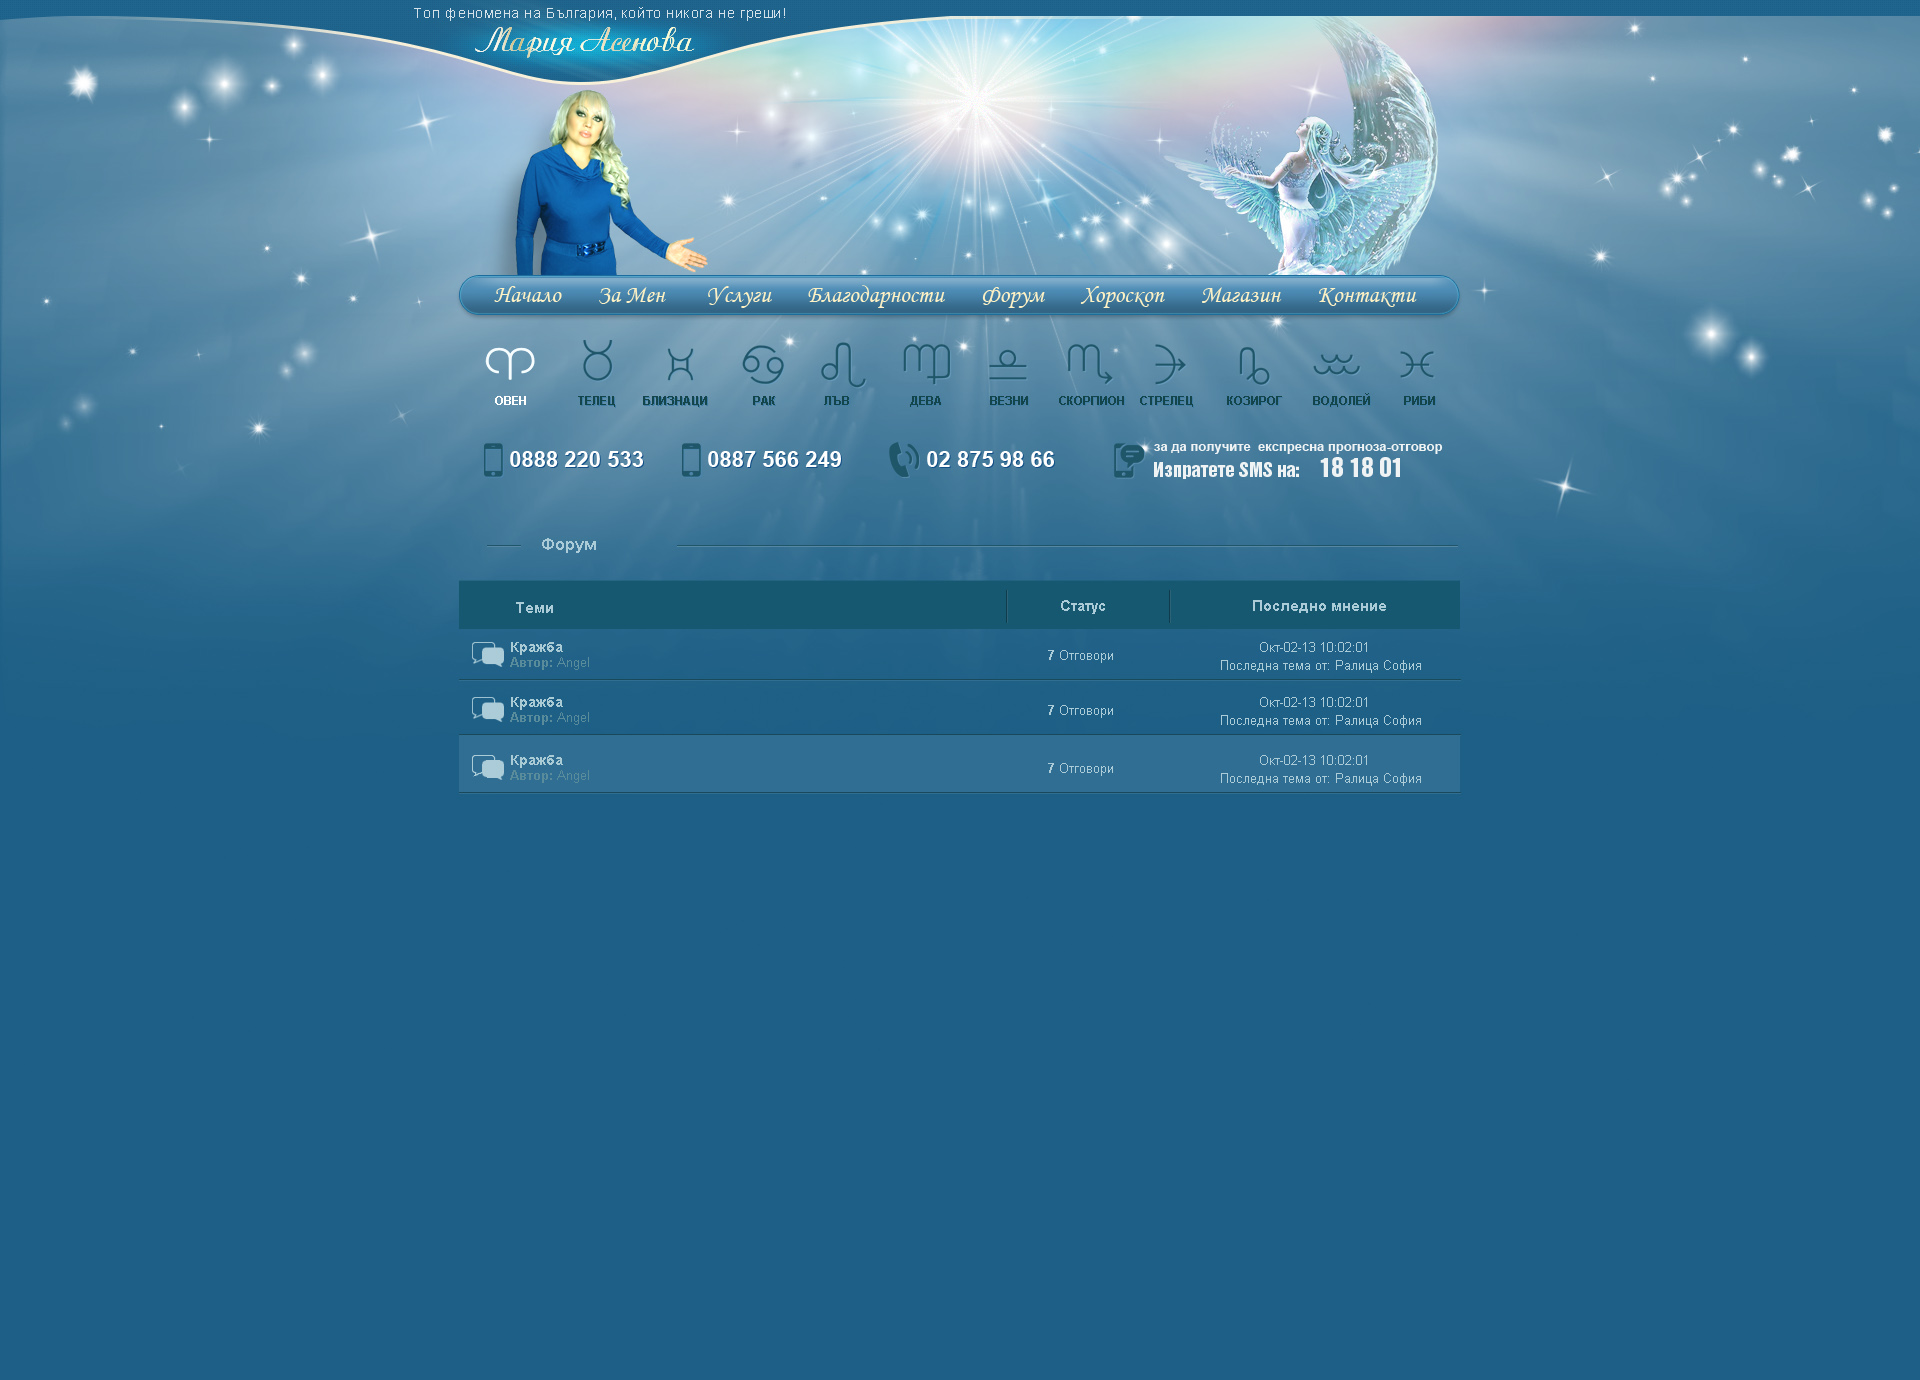 Топ феномена на България, който никога не греши!
Мария Асенова
Начало За Мен Услуги Благодарности Форум Хороскоп Магазин Контакти
ОВЕН ТЕЛЕЦ БЛИЗНАЦИ РАК ЛЪВ ДЕВА ВЕЗНИ СКОРПИОН СТРЕЛЕЦ КОЗИРОГ ВОДОЛЕЙ РИБИ
0888 220 533 0887 566 249 02 875 98 66
за да получите експресна прогноза-отговор
Изпратете SMS на: 18 18 01
Форум
Теми Статус Последно мнение
Кражба
Автор: Angel
7 Отговори
Окт-02-13 10:02:01
Последна тема от: Ралица София
Кражба
Автор: Angel
7 Отговори
Окт-02-13 10:02:01
Последна тема от: Ралица София
Кражба
Автор: Angel
7 Отговори
Окт-02-13 10:02:01
Последна тема от: Ралица София